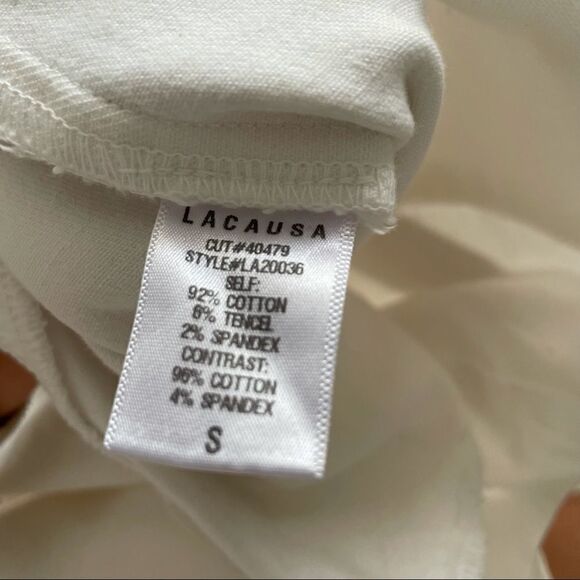 LACAUSA
CUT#40479
STYLE#LA20036
SELF:
92% COTTON
6% TENCEL
2% SPANDEX
CONTRAST:
96% COTTON
4% SPANDEX
S